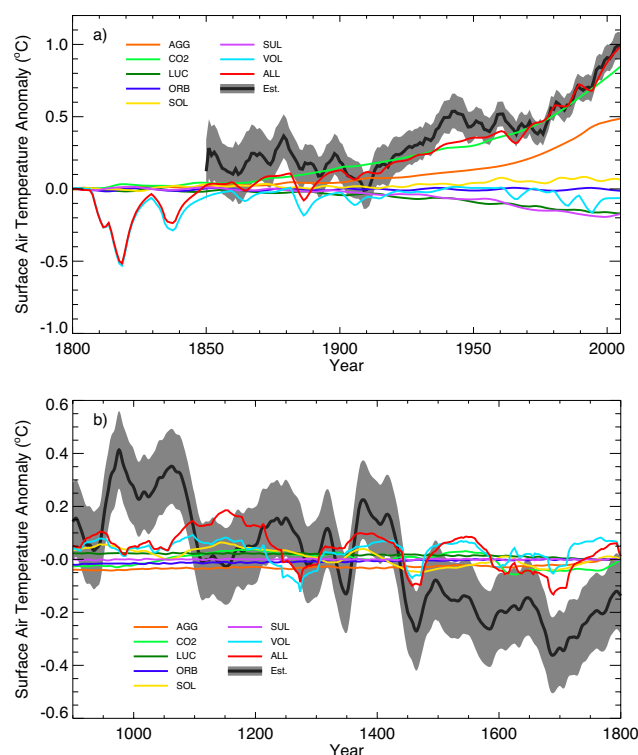 a)
AGG
CO2
LUC
ORB
SOL
SUL
VOL
ALL
Est.
Surface Air Temperature Anomaly (°C)
1.0
0.5
0.0
-0.5
-1.0
1800 1850 1900 1950 2000
Year
b)
Surface Air Temperature Anomaly (°C)
0.6
0.4
0.2
-0.0
-0.2
-0.4
-0.6
AGG
CO2
LUC
ORB
SOL
SUL
VOL
ALL
Est.
1000 1200 1400 1600 1800
Year